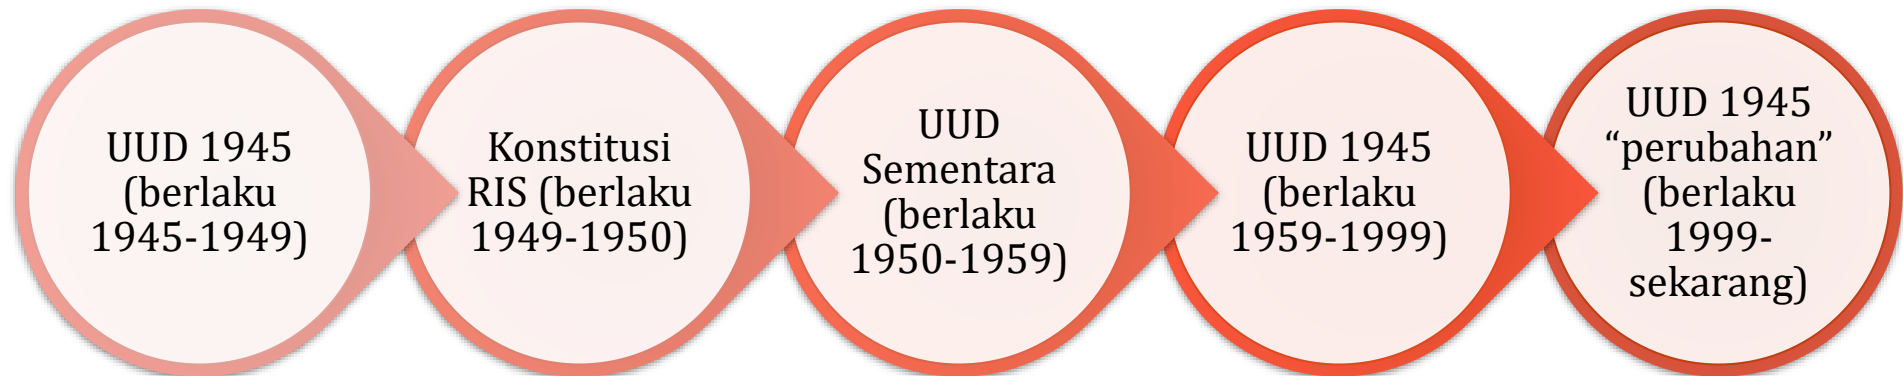 UUD 1945
(berlaku
1945-1949)
Konstitusi
RIS (berlaku
1949-1950)
UUD
Sementara
(berlaku
1950-1959)
UUD 1945
(berlaku
1959-1999)
UUD 1945
“perubahan”
(berlaku
1999-
sekarang)